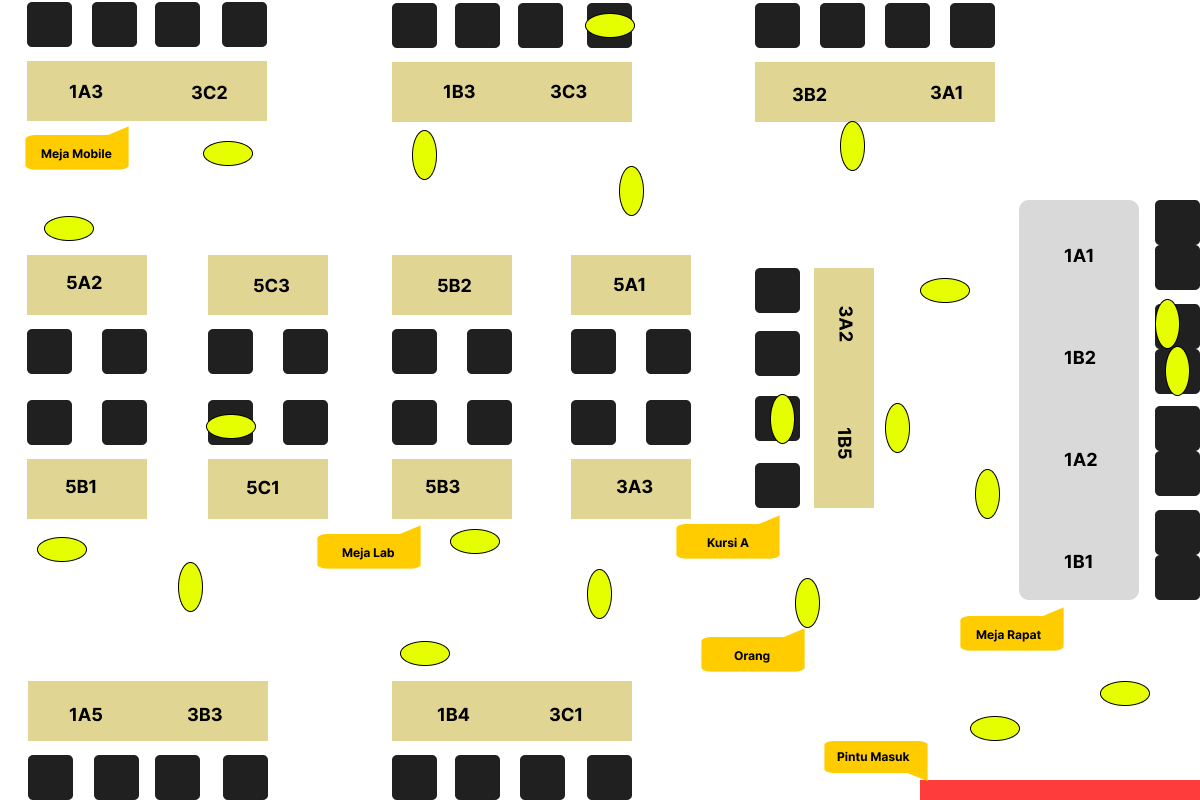 1A3 3C2
1B3 3C3
3B2 3A1
Meja Mobile
1A1
5A2
5C3
5B2
5A1
3A2
1B2
1B5
1A2
5B1
5C1
5B3
3A3
Meja Lab
Kursi A
1B1
Meja Rapat
Orang
1A5 3B3
1B4 3C1
Pintu Masuk